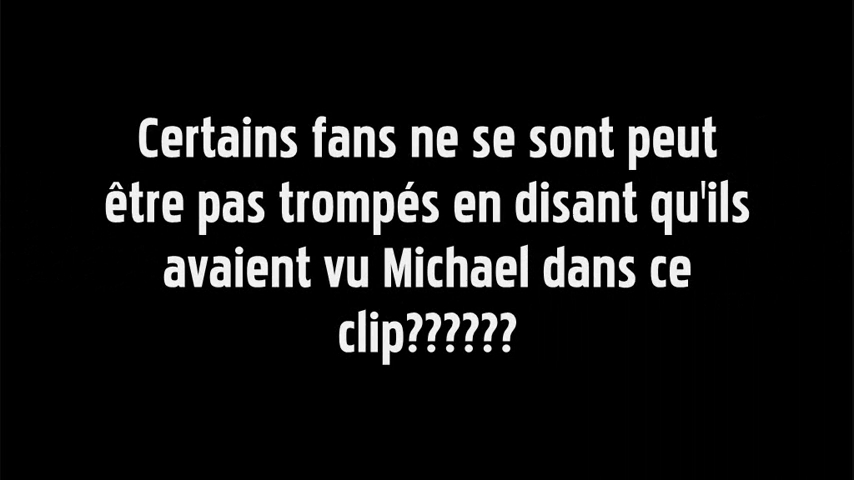 Certains fans ne se sont peut
être pas trompés en disant qu'ils
avaient vu Michael dans ce
clip??????